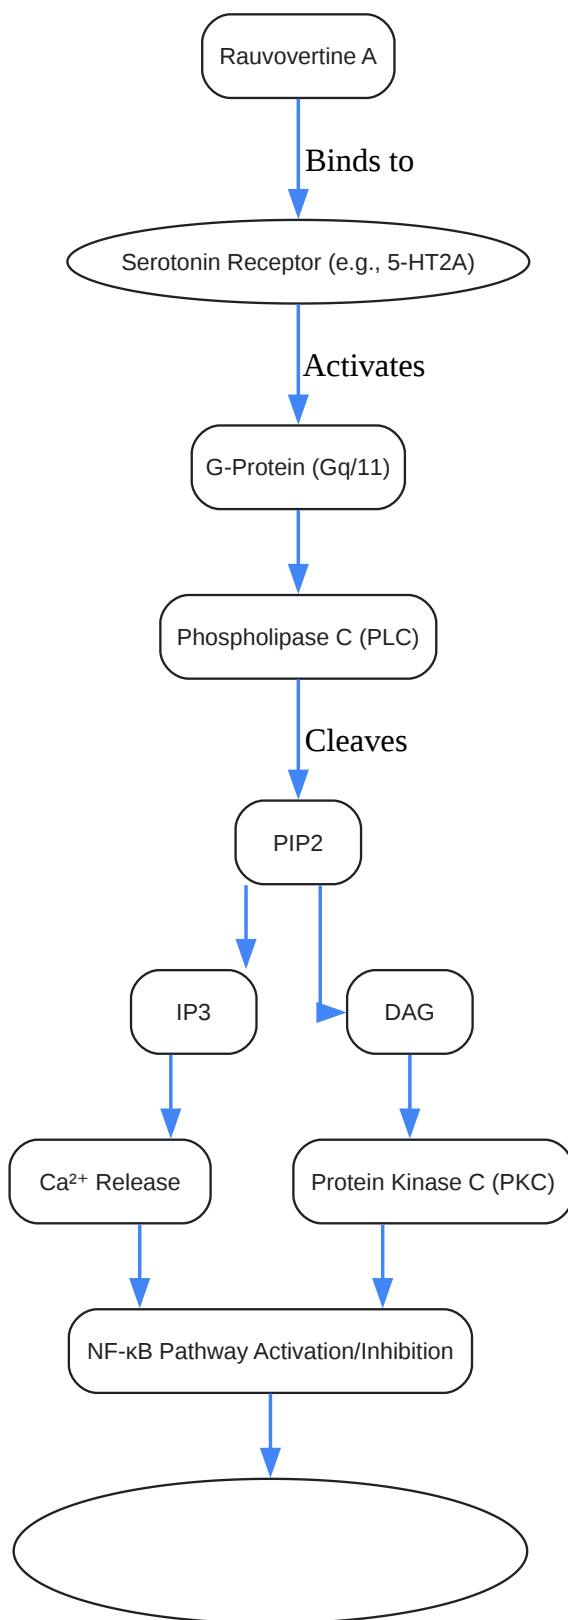 Rauvovertine A
Binds to
Serotonin Receptor (e.g., 5-HT2A)
Activates
G-Protein (Gq/11)
Phospholipase C (PLC)
Cleaves
PIP2
IP3
DAG
Ca²⁺ Release
Protein Kinase C (PKC)
NF-κB Pathway Activation/Inhibition